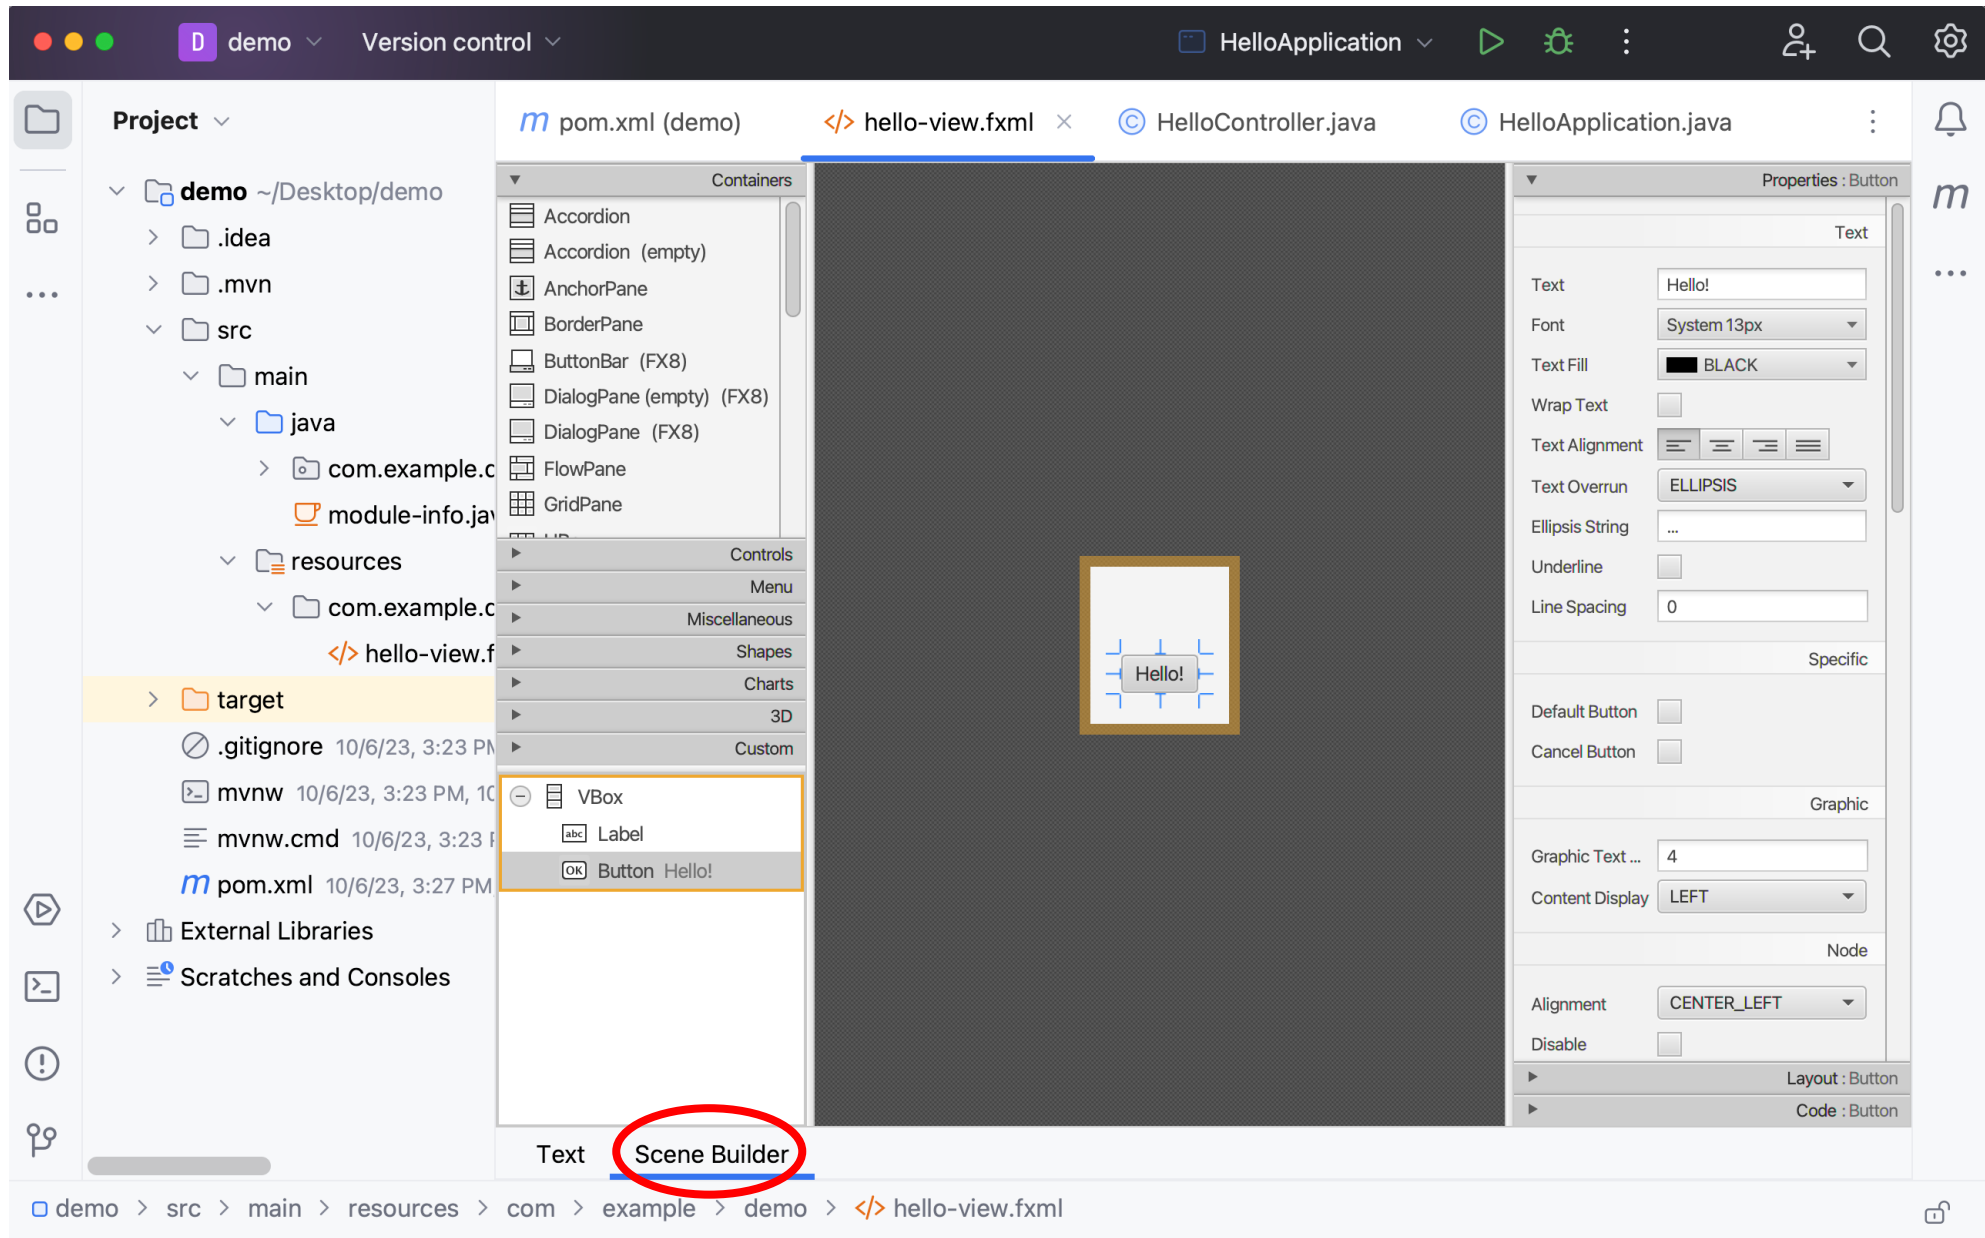 D demo Version control HelloApplication
Project
demo ~/Desktop/demo
.idea
.mvn
src
main
java
com.example.d
module-info.jav
resources
com.example.d
hello-view.f
target
.gitignore 10/6/23, 3:23 PM
mvnw 10/6/23, 3:23 PM, 10
mvnw.cmd 10/6/23, 3:23 P
m pom.xml 10/6/23, 3:27 PM,
External Libraries
Scratches and Consoles
m pom.xml (demo) </> hello-view.fxml × © HelloController.java © HelloApplication.java
Containers
Accordion
Accordion (empty)
AnchorPane
BorderPane
ButtonBar (FX8)
DialogPane (empty) (FX8)
DialogPane (FX8)
FlowPane
GridPane
Controls
Menu
Miscellaneous
Shapes
Charts
3D
Custom
VBox
abc Label
OK Button Hello!
Hello!
Properties : Button
Text
Text Hello!
Font System 13px
Text Fill BLACK
Wrap Text
Text Alignment
Text Overrun ELLIPSIS
Ellipsis String ...
Underline
Line Spacing 0
Specific
Default Button
Cancel Button
Graphic
Graphic Text ... 4
Content Display LEFT
Node
Alignment CENTER_LEFT
Disable
Layout : Button
Code : Button
m
Text Scene Builder
demo > src > main > resources > com > example > demo > </> hello-view.fxml